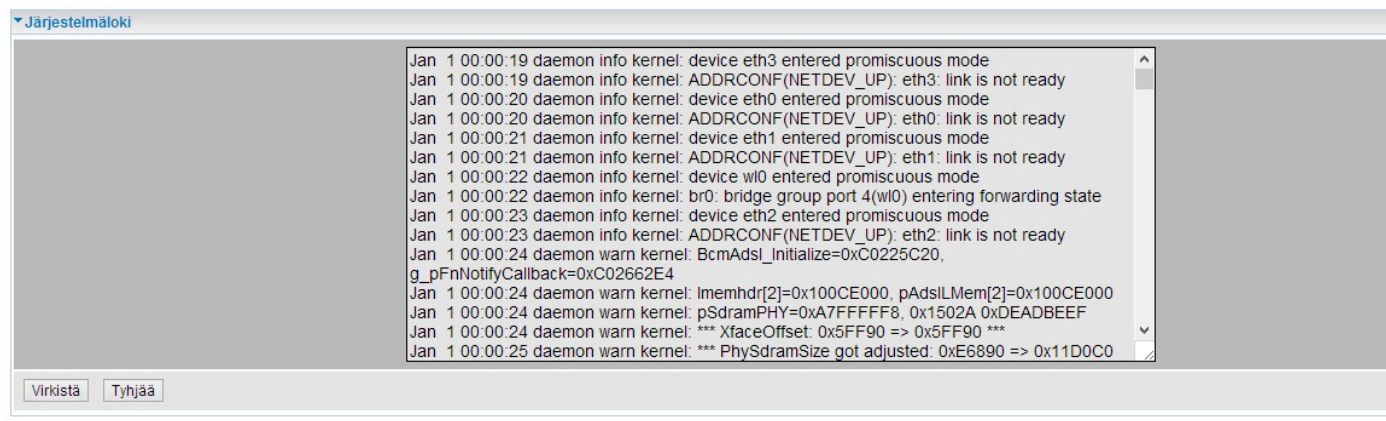 Järjestelmäloki
Jan 1 00:00:19 daemon info kernel: device eth3 entered promiscuous mode
Jan 1 00:00:19 daemon info kernel: ADDRCONF(NETDEV_UP): eth3: link is not ready
Jan 1 00:00:20 daemon info kernel: device eth0 entered promiscuous mode
Jan 1 00:00:20 daemon info kernel: ADDRCONF(NETDEV_UP): eth0: link is not ready
Jan 1 00:00:21 daemon info kernel: device eth1 entered promiscuous mode
Jan 1 00:00:21 daemon info kernel: ADDRCONF(NETDEV_UP): eth1: link is not ready
Jan 1 00:00:22 daemon info kernel: device wl0 entered promiscuous mode
Jan 1 00:00:22 daemon info kernel: br0: bridge group port 4(wl0) entering forwarding state
Jan 1 00:00:23 daemon info kernel: device eth2 entered promiscuous mode
Jan 1 00:00:23 daemon info kernel: ADDRCONF(NETDEV_UP): eth2: link is not ready
Jan 1 00:00:24 daemon warn kernel: BcmAdsl_Initialize=0xC0225C20,
g_pFnNotifyCallback=0xC02662E4
Jan 1 00:00:24 daemon warn kernel: lmemhdr[2]=0x100CE000, pAdslLMem[2]=0x100CE000
Jan 1 00:00:24 daemon warn kernel: pSdramPHY=0xA7FFFFF8, 0x1502A 0xDEADBEEF
Jan 1 00:00:24 daemon warn kernel: *** XfaceOffset: 0x5FF90 => 0x5FF90 ***
Jan 1 00:00:25 daemon warn kernel: *** PhySdramSize got adjusted: 0xE6890 => 0x11D0C0
Virkistä Tyhjää